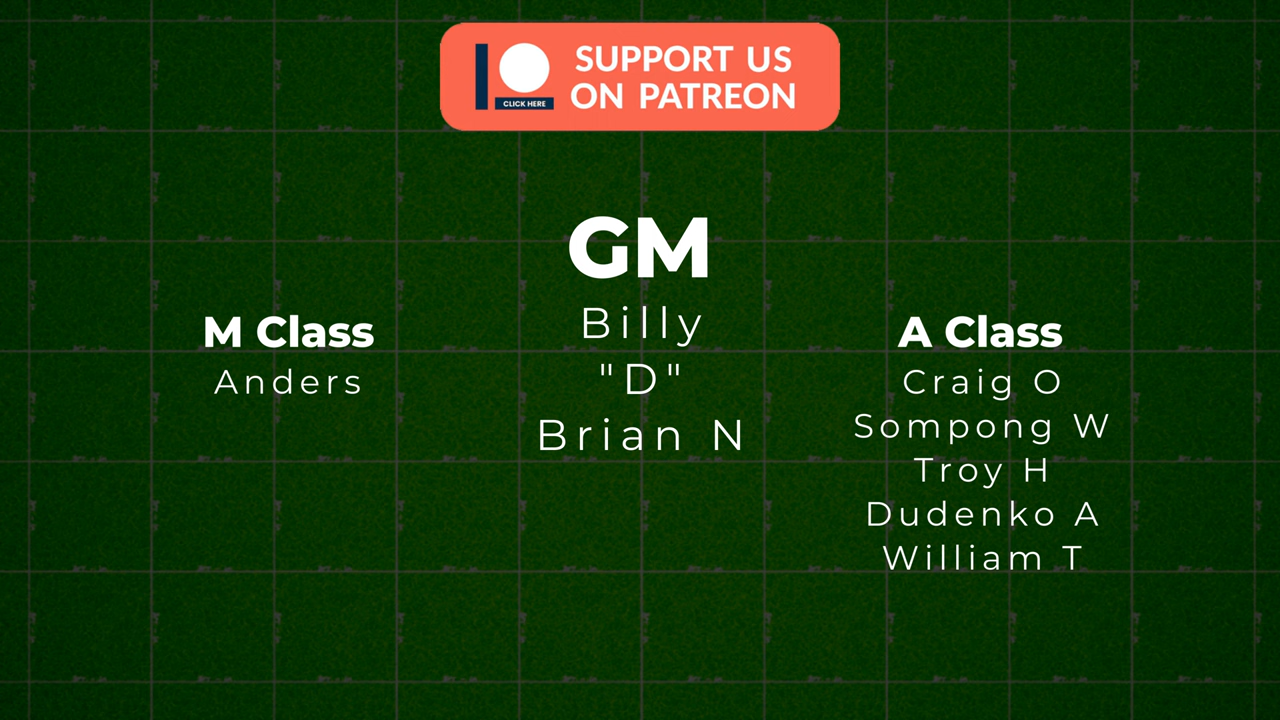 SUPPORT US
ON PATREON
CLICK HERE
GM
Billy
"D"
Brian N
M Class
Anders
A Class
Craig O
Sompong W
Troy H
Dudenko A
William T